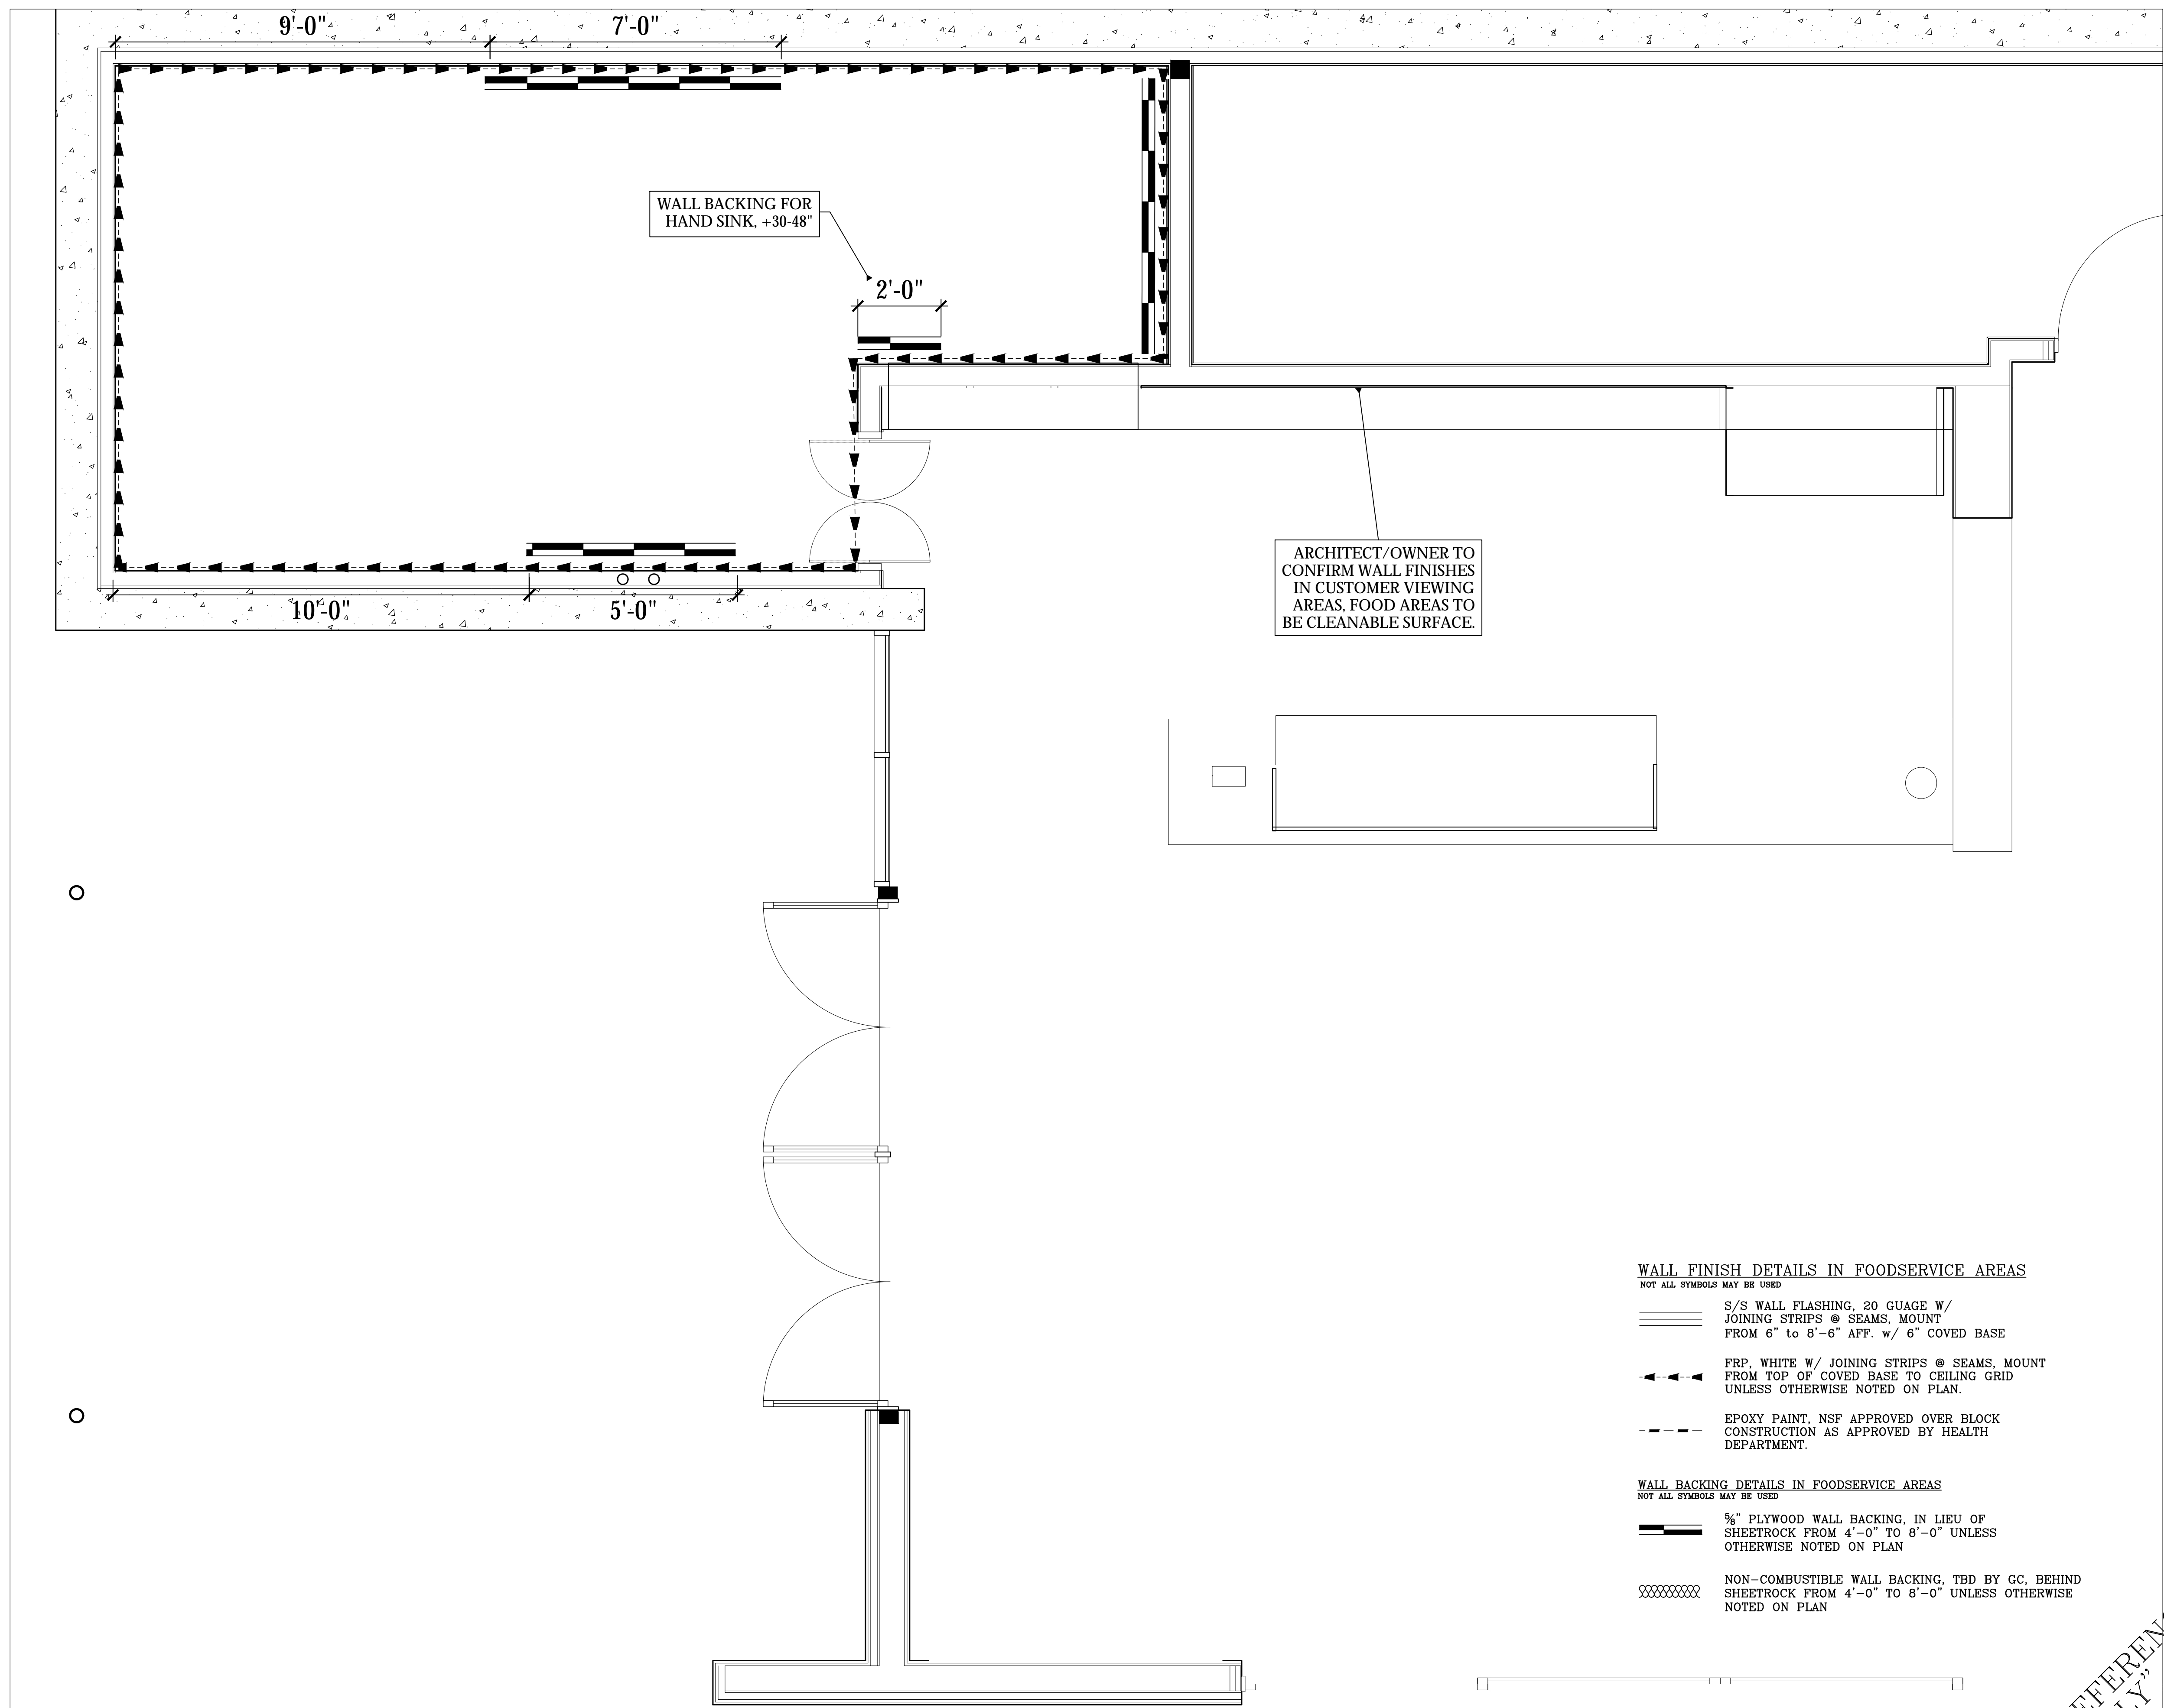 9'-0"
7'-0"
WALL BACKING FOR
HAND SINK, +30-48"
2'-0"
10'-0"
5'-0"
ARCHITECT/OWNER TO
CONFIRM WALL FINISHES
IN CUSTOMER VIEWING
AREAS, FOOD AREAS TO
BE CLEANABLE SURFACE.
WALL FINISH DETAILS IN FOODSERVICE AREAS
NOT ALL SYMBOLS MAY BE USED
S/S WALL FLASHING, 20 GUAGE W/
JOINING STRIPS @ SEAMS, MOUNT
FROM 6" to 8'-6" AFF. w/ 6" COVED BASE
FRP, WHITE W/ JOINING STRIPS @ SEAMS, MOUNT
FROM TOP OF COVED BASE TO CEILING GRID
UNLESS OTHERWISE NOTED ON PLAN.
EPOXY PAINT, NSF APPROVED OVER BLOCK
CONSTRUCTION AS APPROVED BY HEALTH
DEPARTMENT.
WALL BACKING DETAILS IN FOODSERVICE AREAS
NOT ALL SYMBOLS MAY BE USED
⅝" PLYWOOD WALL BACKING, IN LIEU OF
SHEETROCK FROM 4'-0" TO 8'-0" UNLESS
OTHERWISE NOTED ON PLAN
NON-COMBUSTIBLE WALL BACKING, TBD BY GC, BEHIND
SHEETROCK FROM 4'-0" TO 8'-0" UNLESS OTHERWISE
NOTED ON PLAN